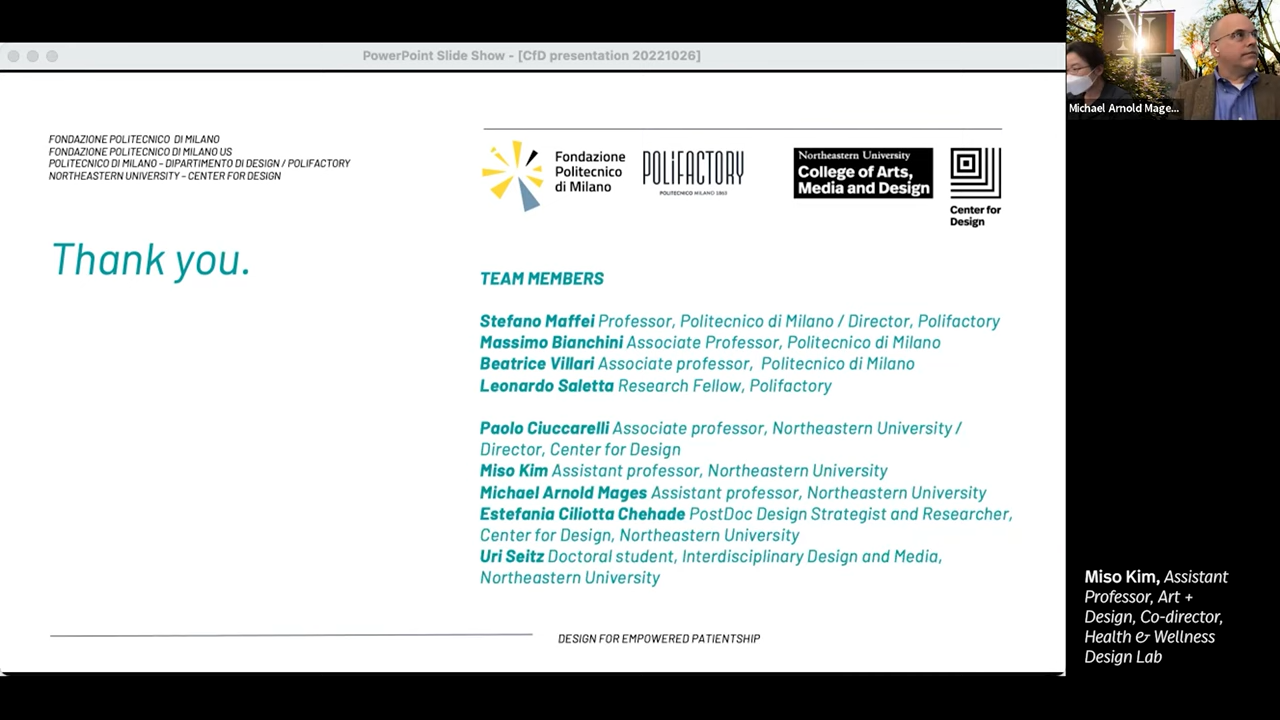 PowerPoint Slide Show - [CfD presentation 20221026]
FONDAZIONE POLITECNICO DI MILANO
FONDAZIONE POLITECNICO DI MILANO US
POLITECNICO DI MILANO – DIPARTIMENTO DI DESIGN / POLIFACTORY
NORTHEASTERN UNIVERSITY – CENTER FOR DESIGN
Fondazione
Politecnico
di Milano
POLIFACTORY
POLITECNICO MILANO 1863
Northeastern University
College of Arts,
Media and Design
Center for
Design
Thank you.
TEAM MEMBERS
Stefano Maffei Professor, Politecnico di Milano / Director, Polifactory
Massimo Bianchini Associate Professor, Politecnico di Milano
Beatrice Villari Associate professor, Politecnico di Milano
Leonardo Saletta Research Fellow, Polifactory
Paolo Ciuccarelli Associate professor, Northeastern University /
Director, Center for Design
Miso Kim Assistant professor, Northeastern University
Michael Arnold Mages Assistant professor, Northeastern University
Estefania Ciliotta Chehade PostDoc Design Strategist and Researcher,
Center for Design, Northeastern University
Uri Seitz Doctoral student, Interdisciplinary Design and Media,
Northeastern University
DESIGN FOR EMPOWERED PATIENTSHIP
N
Michael Arnold Mage...
Miso Kim, Assistant
Professor, Art +
Design, Co-director,
Health & Wellness
Design Lab